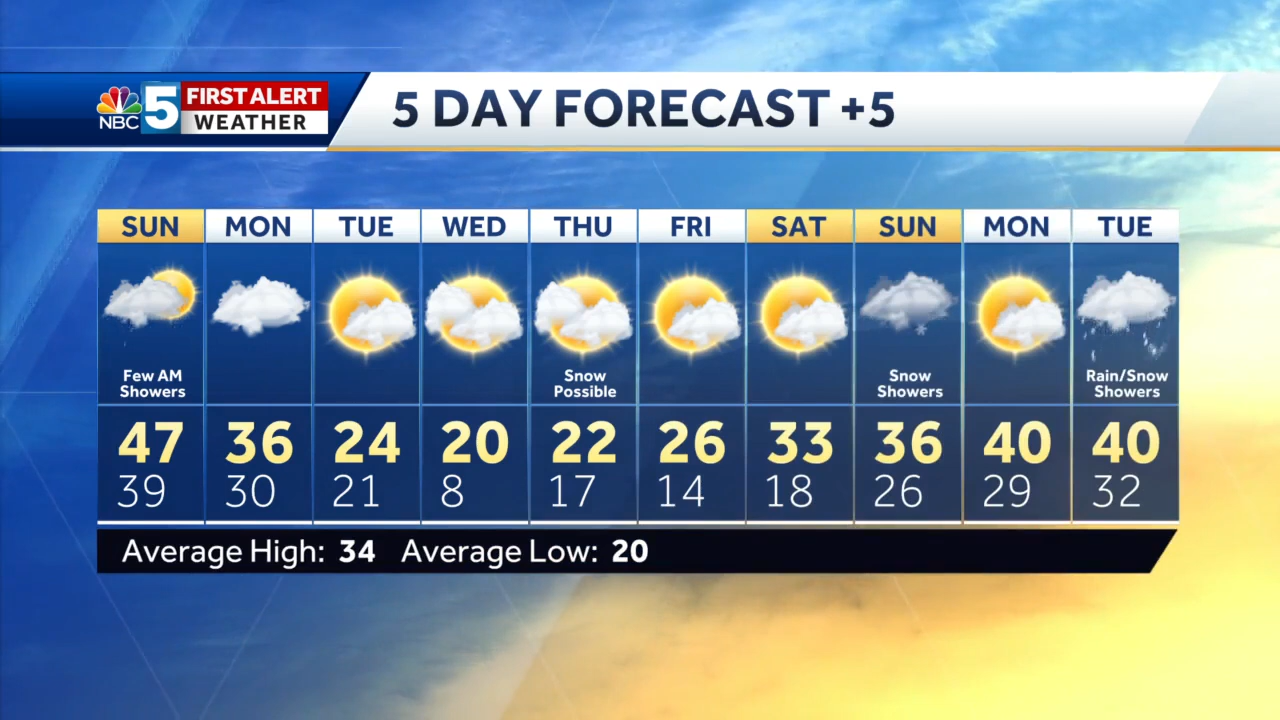 NBC 5 FIRST ALERT
WEATHER
5 DAY FORECAST +5
SUN MON TUE WED THU FRI SAT SUN MON TUE
Few AM
Showers
Snow
Possible
Snow
Showers
Rain/Snow
Showers
47 36 24 20 22 26 33 36 40 40
39 30 21 8 17 14 18 26 29 32
Average High: 34 Average Low: 20